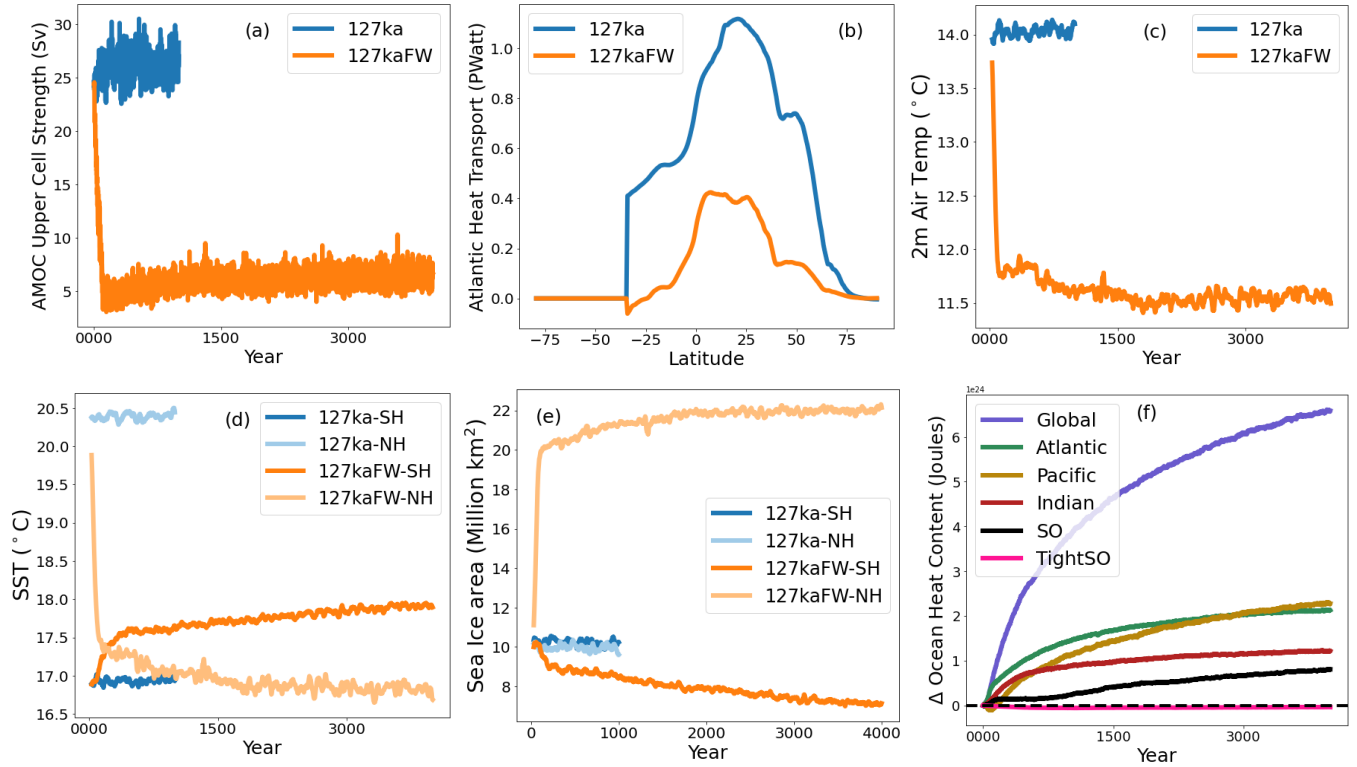 AMOC Upper Cell Strength (Sv)
30
25
20
15
10
5
(a)
127ka
127kaFW
0000 1500 3000
Year
Atlantic Heat Transport (PWatt)
1.0
0.8
0.6
0.4
0.2
0.0
127ka
127kaFW
(b)
−75 −50 −25 0 25 50 75
Latitude
2m Air Temp (°C)
14.0
13.5
13.0
12.5
12.0
11.5
(c)
127ka
127kaFW
0000 1500 3000
Year
SST (°C)
20.5
20.0
19.5
19.0
18.5
18.0
17.5
17.0
16.5
(d)
127ka-SH
127ka-NH
127kaFW-SH
127kaFW-NH
0000 1500 3000
Year
Sea Ice area (Million km²)
22
20
18
16
14
12
10
8
(e)
127ka-SH
127ka-NH
127kaFW-SH
127kaFW-NH
0 1000 2000 3000 4000
Year
Δ Ocean Heat Content (Joules)
1e24
6
5
4
3
2
1
0
Global
Atlantic
Pacific
Indian
SO
TightSO
(f)
0000 1500 3000
Year